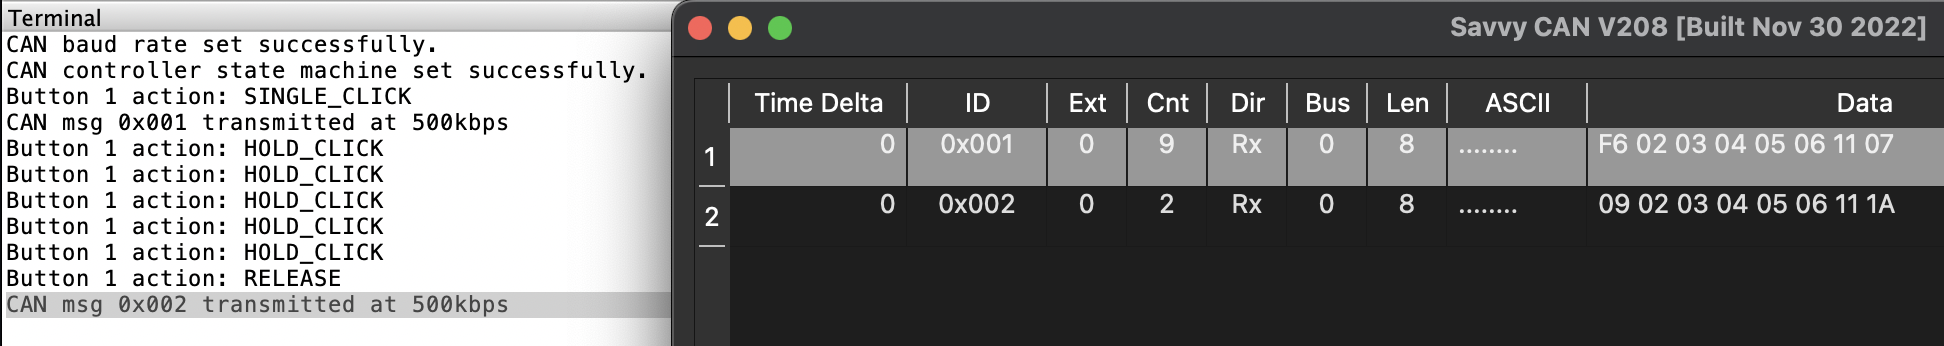 Terminal
CAN baud rate set successfully.
CAN controller state machine set successfully.
Button 1 action: SINGLE_CLICK
CAN msg 0x001 transmitted at 500kbps
Button 1 action: HOLD_CLICK
Button 1 action: HOLD_CLICK
Button 1 action: HOLD_CLICK
Button 1 action: HOLD_CLICK
Button 1 action: HOLD_CLICK
Button 1 action: RELEASE
CAN msg 0x002 transmitted at 500kbps
Savvy CAN V208 [Built Nov 30 2022]
Time Delta ID Ext Cnt Dir Bus Len ASCII Data
1 0 0x001 0 9 Rx 0 8 ........ F6 02 03 04 05 06 11 07
2 0 0x002 0 2 Rx 0 8 ........ 09 02 03 04 05 06 11 1A